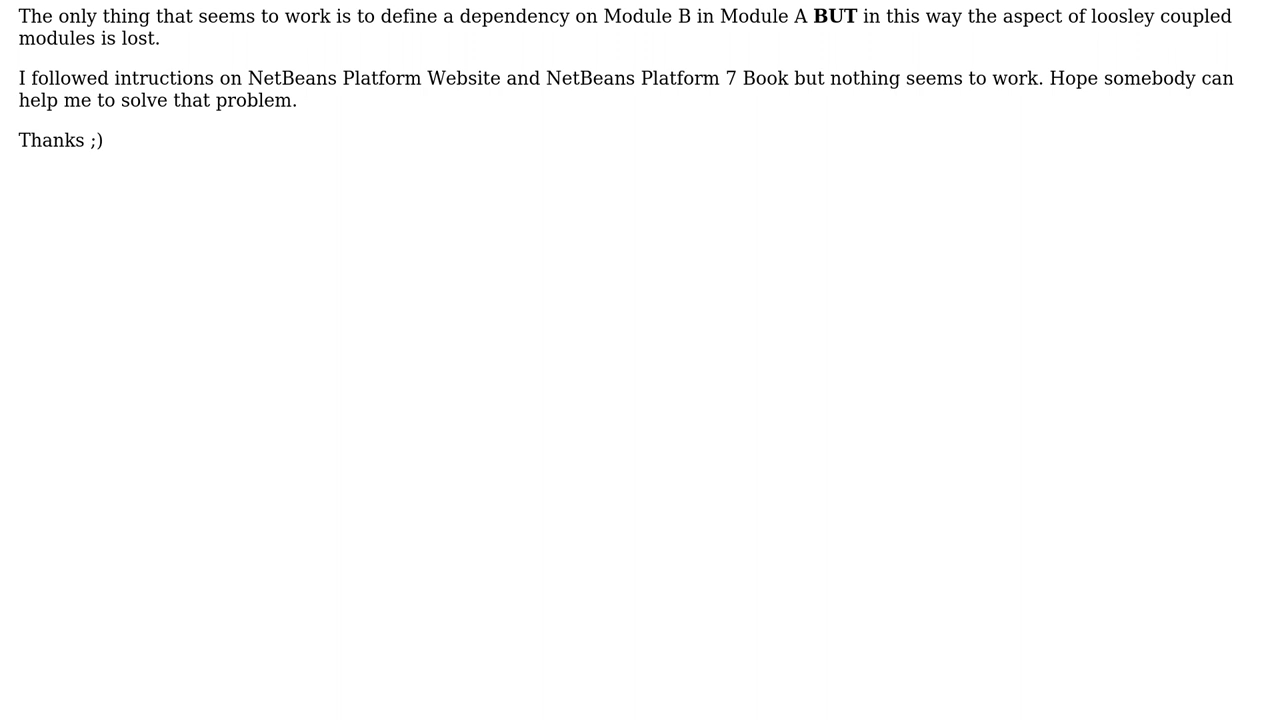 The only thing that seems to work is to define a dependency on Module B in Module A BUT in this way the aspect of loosley coupled
modules is lost.
I followed intructions on NetBeans Platform Website and NetBeans Platform 7 Book but nothing seems to work. Hope somebody can
help me to solve that problem.
Thanks ;)